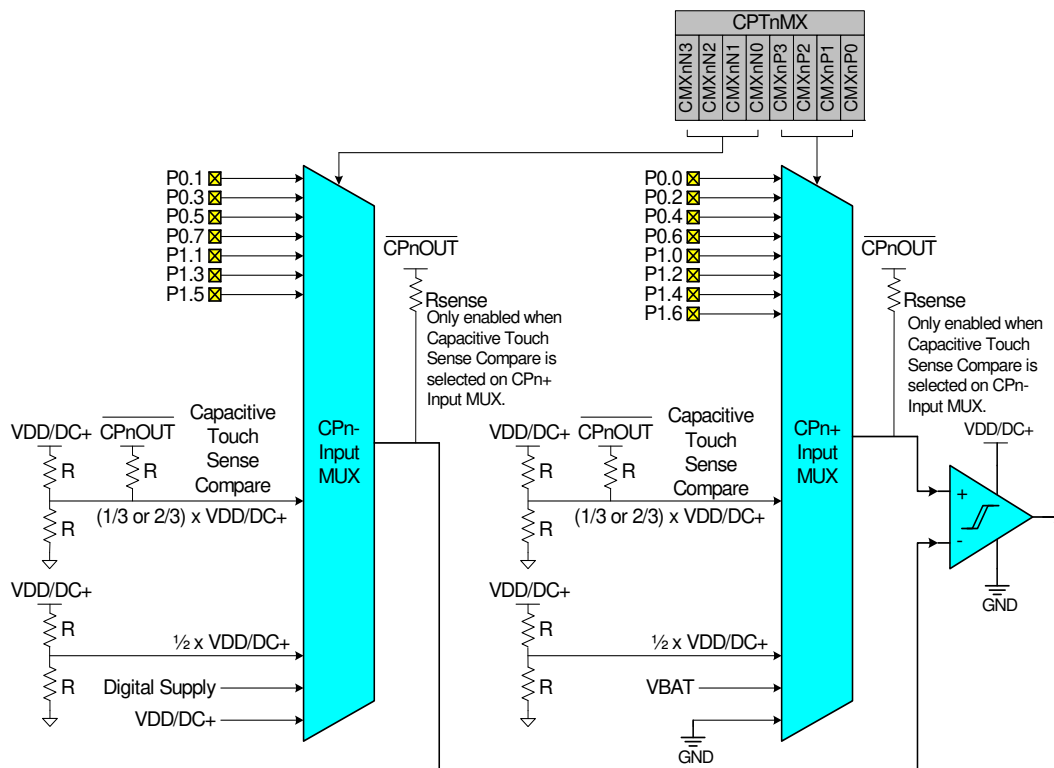 CPTnMX
CMXnN3
CMXnN2
CMXnN1
CMXnN0
CMXnP3
CMXnP2
CMXnP1
CMXnP0
P0.1
P0.3
P0.5
P0.7
P1.1
P1.3
P1.5
CPnOUT
Rsense
Only enabled when
Capacitive Touch
Sense Compare is
selected on CPn+
Input MUX.
VDD/DC+
CPnOUT
R
R
R
Capacitive
Touch
Sense
Compare
(1/3 or 2/3) x VDD/DC+
CPn-
Input
MUX
VDD/DC+
R
R
½ x VDD/DC+
Digital Supply
VDD/DC+
P0.0
P0.2
P0.4
P0.6
P1.0
P1.2
P1.4
P1.6
CPnOUT
Rsense
Only enabled when
Capacitive Touch
Sense Compare is
selected on CPn-
Input MUX.
VDD/DC+
CPnOUT
R
R
R
Capacitive
Touch
Sense
Compare
(1/3 or 2/3) x VDD/DC+
CPn+
Input
MUX
VDD/DC+
R
R
½ x VDD/DC+
VBAT
GND
VDD/DC+
+
-
GND